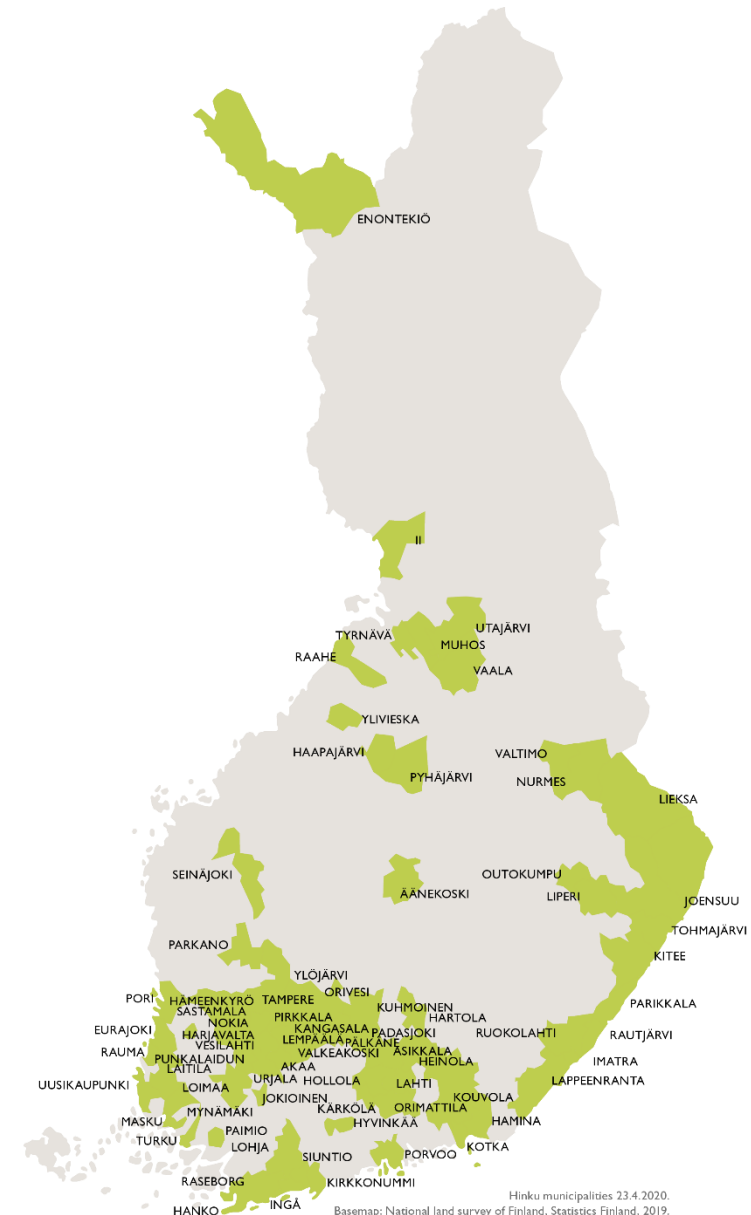 ENONTEKIÖ
II
TYRNÄVÄ
UTAJÄRVI
MUHOS
RAAHE
VAALA
YLIVIESKA
HAAPAJÄRVI
VALTIMO
PYHÄJÄRVI
NURMES
LIEKSA
SEINÄJOKI
OUTOKUMPU
ÄÄNEKOSKI
LIPERI
JOENSUU
TOHMAJÄRVI
PARKANO
KITEE
YLÖJÄRVI
ORIVESI
PORI
HÄMEENKYRÖ
TAMPERE
KUHMOINEN
PARIKKALA
SASTAMALA
PIRKKALA
HARTOLA
NOKIA
EURAJOKI
KANGASALA
PADASJOKI
RUOKOLAHTI
RAUTJÄRVI
HARJAVALTA
LEMPÄÄLÄ
PÄLKÄNE
VESILAHTI
RAUMA
VALKEAKOSKI
ASIKKALA
PUNKALAIDUN
HEINOLA
IMATRA
LAITILA
AKAA
UUSIKAUPUNKI
LOIMAA
URJALA
HOLLOLA
LAHTI
LAPPEENRANTA
JOKIOINEN
KOUVOLA
MYNÄMÄKI
KÄRKÖLÄ
ORIMATTILA
MASKU
HYVINKÄÄ
HAMINA
PAIMIO
TURKU
LOHJA
KOTKA
SIUNTIO
PORVOO
RASEBORG
KIRKKONUMMI
INGÅ
HANKO
Hinku municipalities 23.4.2020.
Basemap: National land survey of Finland, Statistics Finland, 2019.